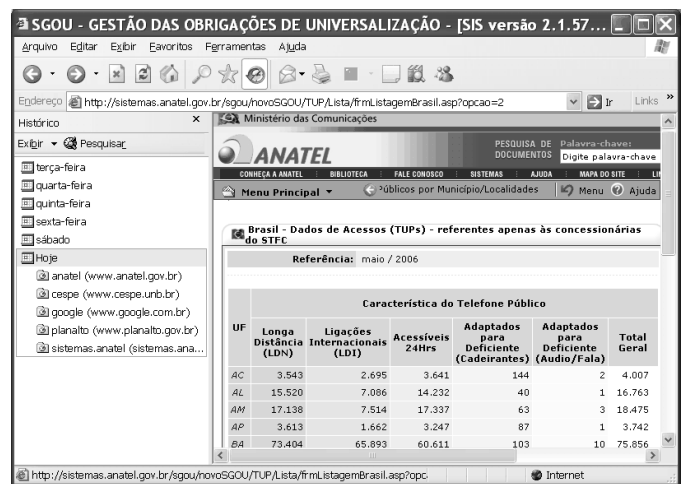 SGOU - GESTÃO DAS OBRIGAÇÕES DE UNIVERSALIZAÇÃO - [SIS versão 2.1.57...
Arquivo Editar Exibir Favoritos Ferramentas Ajuda
Endereço http://sistemas.anatel.gov.br/sgou/novoSGOU/TUP/Lista/frmListagemBrasil.asp?opcao=2 Ir Links »
Histórico x
Exibir Pesquisar
terça-feira
quarta-feira
quinta-feira
sexta-feira
sábado
Hoje
anatel (www.anatel.gov.br)
cespe (www.cespe.unb.br)
google (www.google.com.br)
planalto (www.planalto.gov.br)
sistemas.anatel (sistemas.ana...
Ministério das Comunicações
ANATEL
PESQUISA DE DOCUMENTOS
Palavra-chave:
Digite palavra-chave
CONHEÇA A ANATEL BIBLIOTECA FALE CONOSCO SISTEMAS AJUDA MAPA DO SITE LI
Menu Principal úblicos por Município/Localidades Menu Ajuda
Brasil - Dados de Acessos (TUPs) - referentes apenas às concessionárias
do STFC
Referência: maio / 2006
Característica do Telefone Público
UF Longa Distância (LDN) Ligações Internacionais (LDI) Acessíveis 24Hrs Adaptados para Deficiente (Cadeirantes) Adaptados para Deficiente (Audio/Fala) Total Geral
AC 3.543 2.695 3.641 144 2 4.007
AL 15.520 7.086 14.232 40 1 16.763
AM 17.138 7.514 17.337 63 3 18.475
AP 3.613 1.662 3.247 87 1 3.742
BA 73.404 65.893 60.611 103 10 75.856
http://sistemas.anatel.gov.br/sgou/novoSGOU/TUP/Lista/frmListagemBrasil.asp?opc Internet